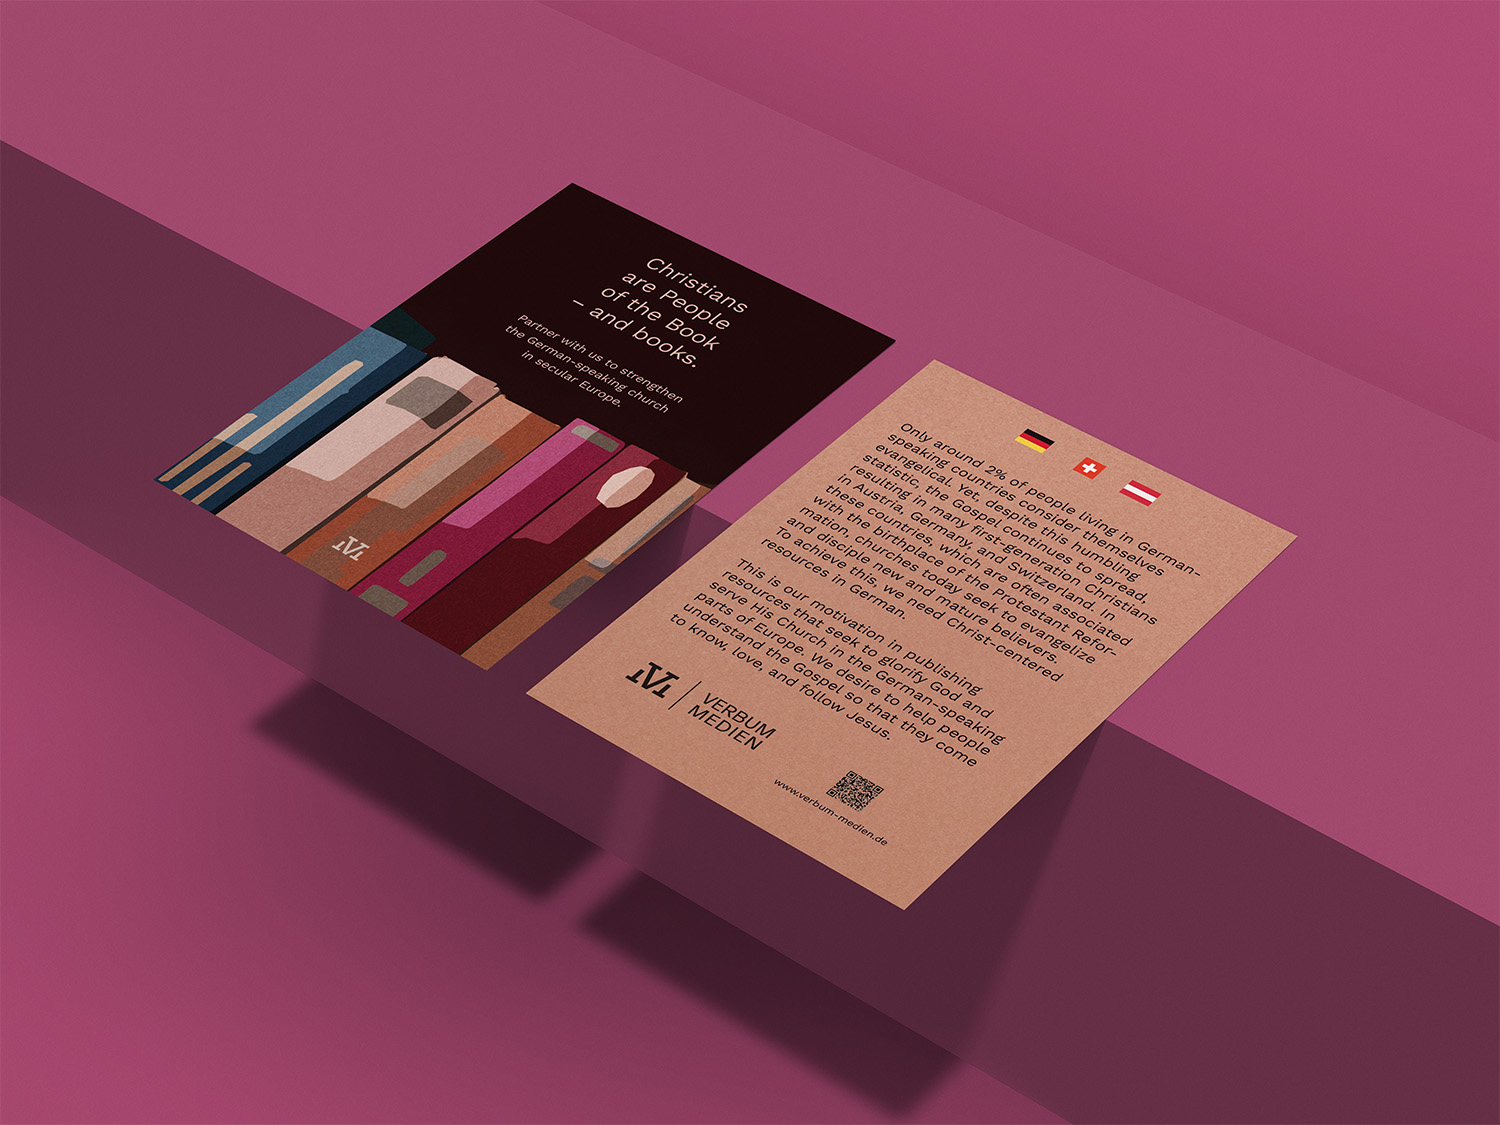 Christians
are People
of the Book
– and books.
Partner with us to strengthen
the German-speaking church
in secular Europe.
Only around 2% of people living in German-
speaking countries consider themselves
evangelical. Yet, despite this humbling
statistic, the Gospel continues to spread,
resulting in many first-generation Christians
in Austria, Germany, and Switzerland. In
these countries, which are often associated
with the birthplace of the Protestant Refor-
mation, churches today seek to evangelize
and disciple new and mature believers.
To achieve this, we need Christ-centered
resources in German.
This is our motivation in publishing
resources that seek to glorify God and
serve His Church in the German-speaking
parts of Europe. We desire to help people
understand the Gospel so that they come
to know, love, and follow Jesus.
VERBUM
MEDIEN
www.verbum-medien.de